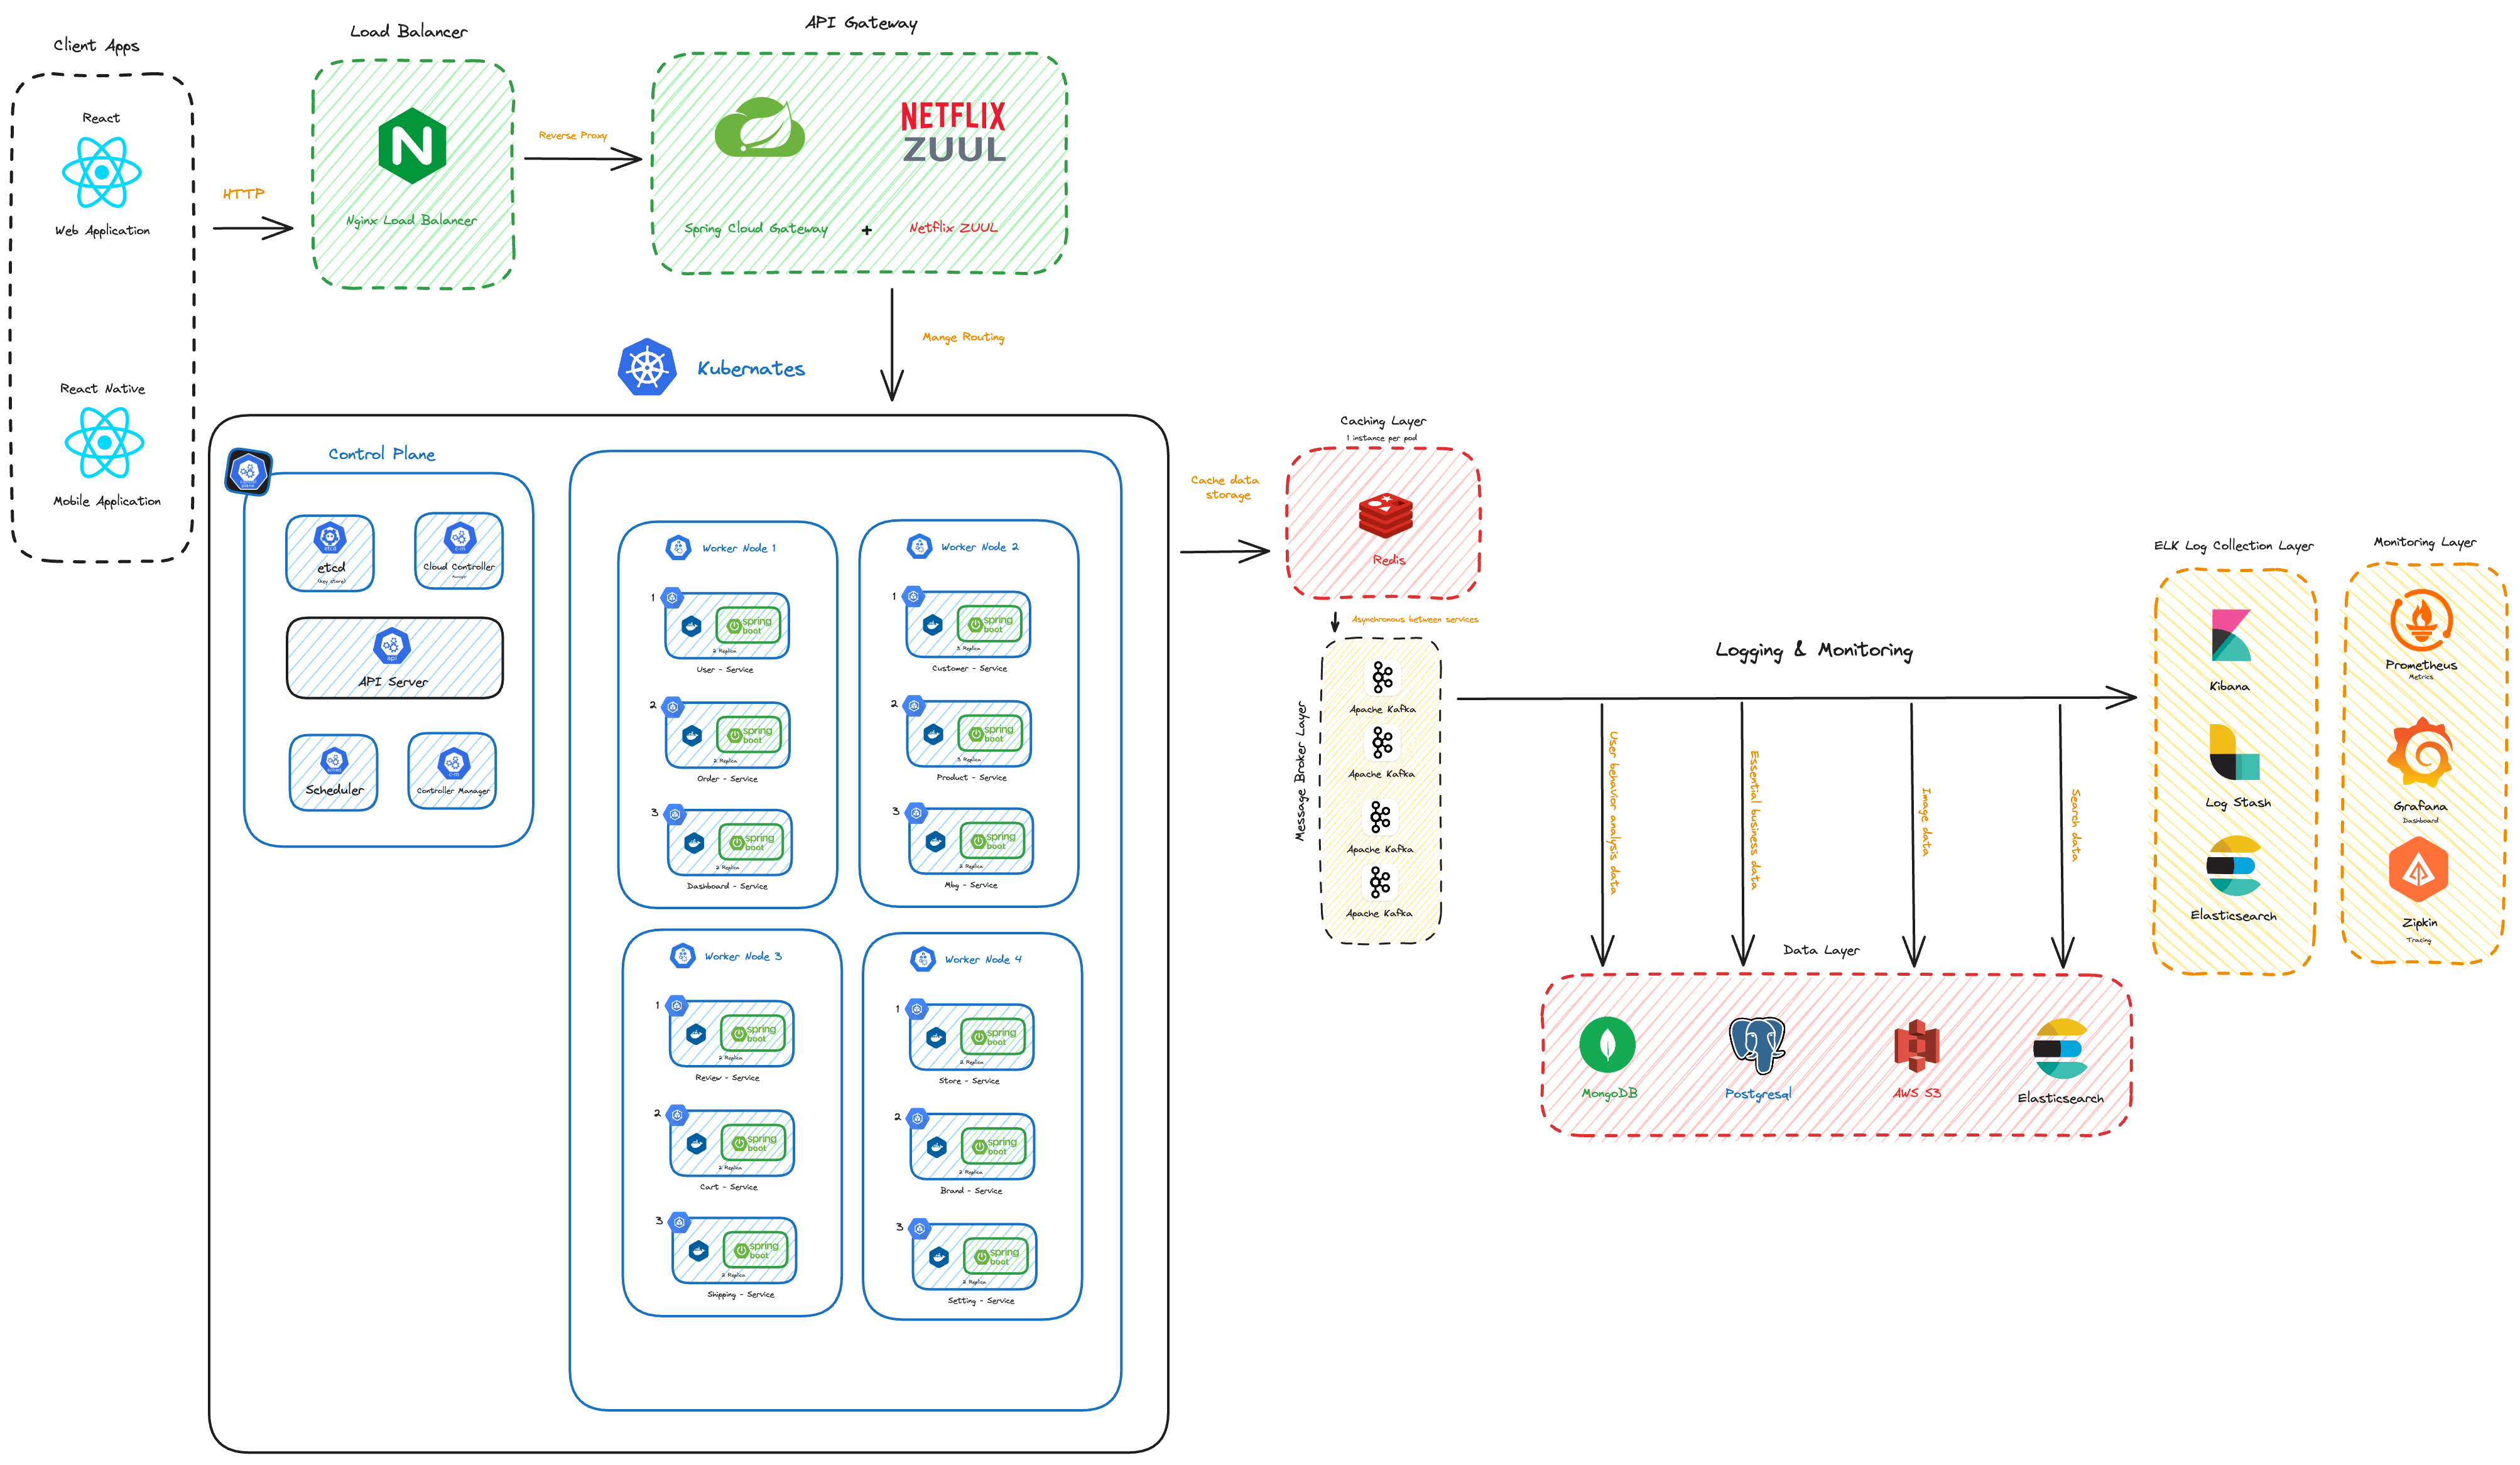 Client Apps
React
Web Application
React Native
Mobile Application
HTTP
Load Balancer
Nginx Load Balancer
Reverse Proxy
API Gateway
NETFLIX
ZUUL
Spring Cloud Gateway + Netflix ZUUL
Mange Routing
Kubernates
Control Plane
etcd
etcd
(key store)
c-m
Cloud Controller
Manager
api
API Server
Scheduler
c-m
Controller Manager
Worker Node 1
1
spring
boot
2 Replica
User - Service
2
spring
boot
2 Replica
Order - Service
3
spring
boot
2 Replica
Dashboard - Service
Worker Node 2
1
spring
boot
3 Replica
Customer - Service
2
spring
boot
3 Replica
Product - Service
3
spring
boot
2 Replica
Mbg - Service
Worker Node 3
1
spring
boot
2 Replica
Review - Service
2
spring
boot
2 Replica
Cart - Service
3
spring
boot
2 Replica
Shipping - Service
Worker Node 4
1
spring
boot
2 Replica
Store - Service
2
spring
boot
2 Replica
Brand - Service
3
spring
boot
2 Replica
Setting - Service
Cache data
storage
Caching Layer
1 instance per pod
Redis
Asynchronous between services
Message Broker Layer
Apache Kafka
Apache Kafka
Apache Kafka
Apache Kafka
Logging & Monitoring
User behavior analysis data
Essential business data
Image data
Search data
Data Layer
MongoDB
Postgresql
AWS S3
Elasticsearch
ELK Log Collection Layer
Kibana
Log Stash
Elasticsearch
Monitoring Layer
Prometheus
Metrics
Grafana
Dashboard
Zipkin
Tracing